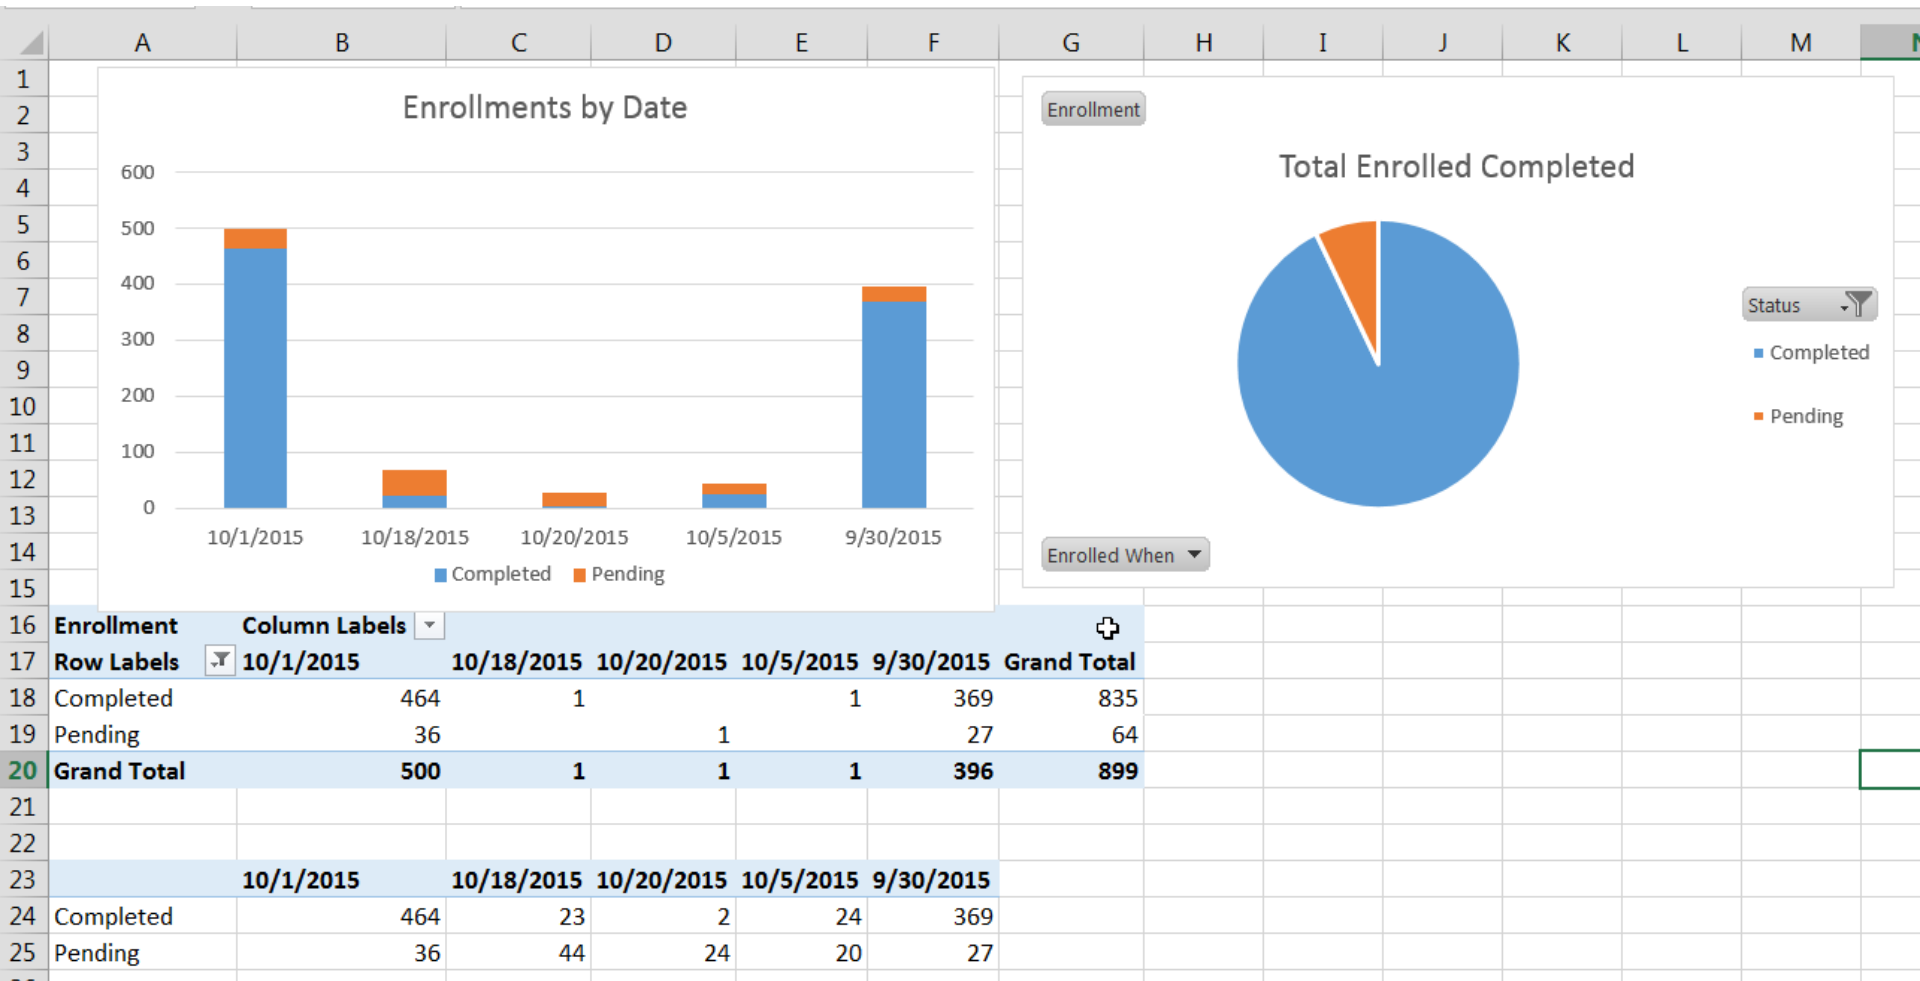 A B C D E F G H I J K L M
1
2
3
4
5
6
7
8
9
10
11
12
13
14
15
Enrollments by Date
600
500
400
300
200
100
0
10/1/2015 10/18/2015 10/20/2015 10/5/2015 9/30/2015
Completed Pending
Enrollment
Total Enrolled Completed
Status
Completed
Pending
Enrolled When
16 Enrollment Column Labels
17 Row Labels 10/1/2015 10/18/2015 10/20/2015 10/5/2015 9/30/2015 Grand Total
18 Completed 464 1 1 369 835
19 Pending 36 1 27 64
20 Grand Total 500 1 1 1 396 899
21
22
23 10/1/2015 10/18/2015 10/20/2015 10/5/2015 9/30/2015
24 Completed 464 23 2 24 369
25 Pending 36 44 24 20 27